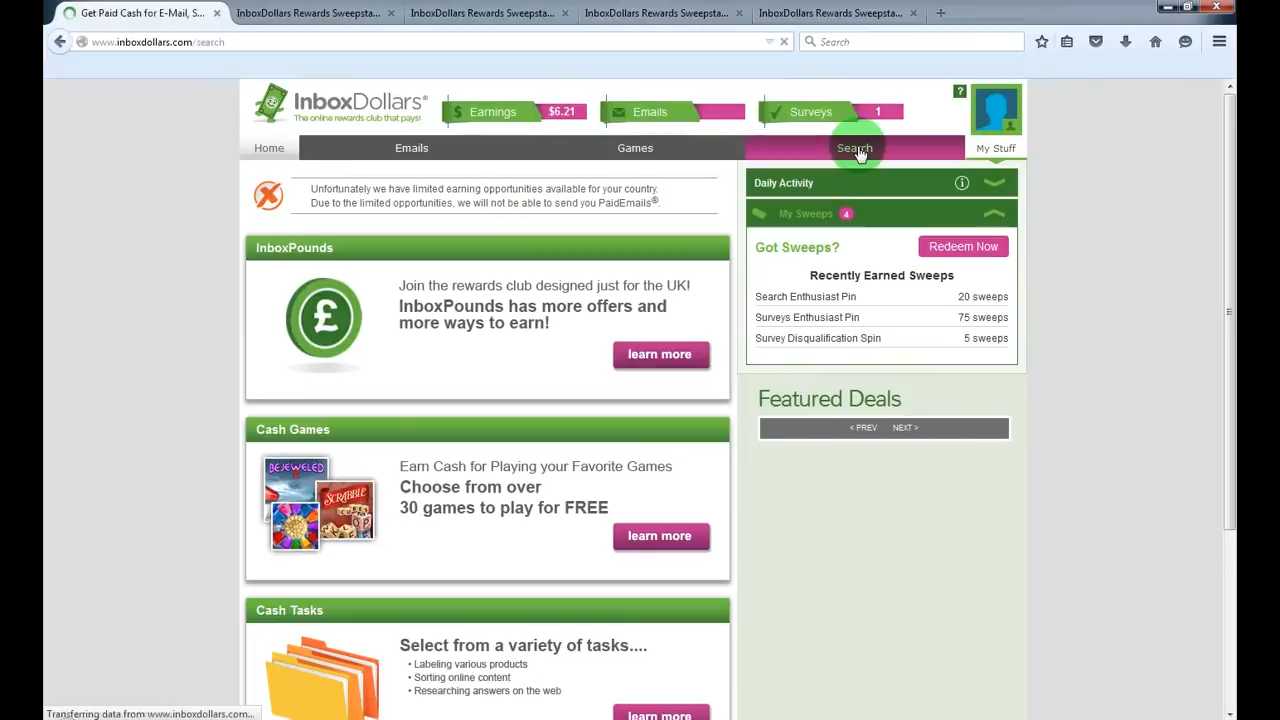 Get Paid Cash for E-Mail, S...
InboxDollars Rewards Sweepsta...
InboxDollars Rewards Sweepsta...
InboxDollars Rewards Sweepsta...
InboxDollars Rewards Sweepsta...
www.inboxdollars.com/search
Search
InboxDollars®
The online rewards club that pays!
Earnings $6.21
Emails
Surveys 1
?
Home
Emails
Games
Search
My Stuff
Unfortunately we have limited earning opportunities available for your country.
Due to the limited opportunities, we will not be able to send you PaidEmails®.
Daily Activity
My Sweeps 4
Got Sweeps?
Redeem Now
Recently Earned Sweeps
Search Enthusiast Pin 20 sweeps
Surveys Enthusiast Pin 75 sweeps
Survey Disqualification Spin 5 sweeps
Featured Deals
< PREV NEXT >
InboxPounds
Join the rewards club designed just for the UK!
InboxPounds has more offers and
more ways to earn!
learn more
Cash Games
BEJEWELED
SCRABBLE
Earn Cash for Playing your Favorite Games
Choose from over
30 games to play for FREE
learn more
Cash Tasks
Select from a variety of tasks....
• Labeling various products
• Sorting online content
• Researching answers on the web
learn more
Transferring data from www.inboxdollars.com...